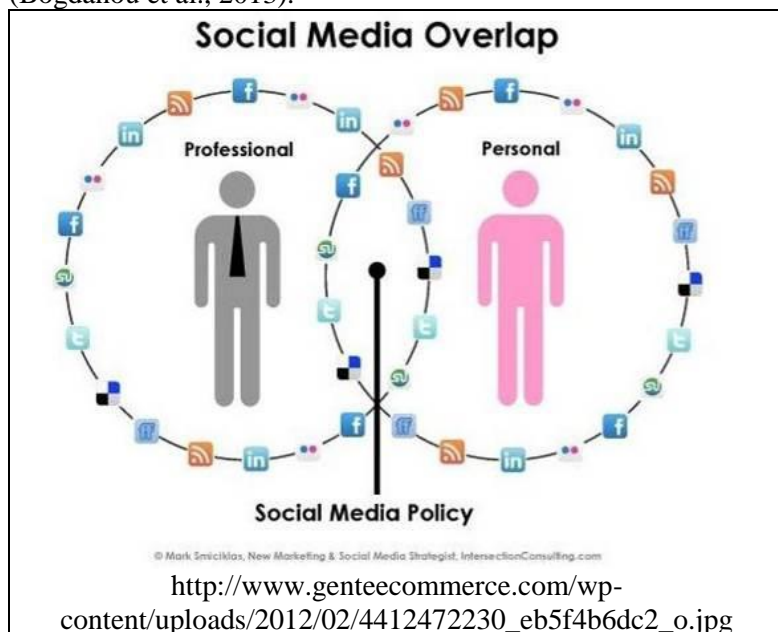 (Bogdanou et al., 2013).
Social Media Overlap
Professional
Personal
Social Media Policy
© Mark Smiciklas, New Marketing & Social Media Strategist, IntersectionConsulting.com
http://www.genteecommerce.com/wp-
content/uploads/2012/02/4412472230_eb5f4b6dc2_o.jpg